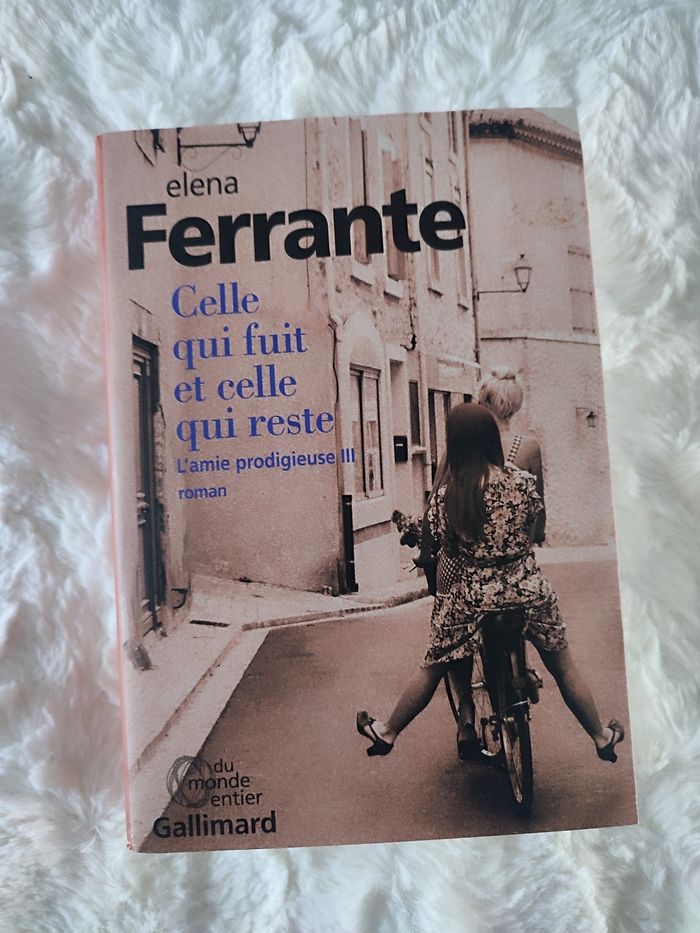 elena
Ferrante
Celle
qui fuit
et celle
qui reste
L'amie prodigieuse III
roman
du
monde
entier
Gallimard